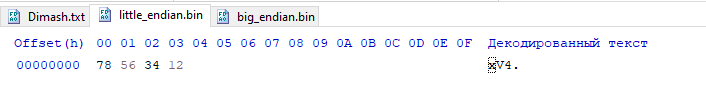 Dimash.txt little_endian.bin big_endian.bin
Offset(h) 00 01 02 03 04 05 06 07 08 09 0A 0B 0C 0D 0E 0F Декодированный текст
00000000 78 56 34 12 xV4.